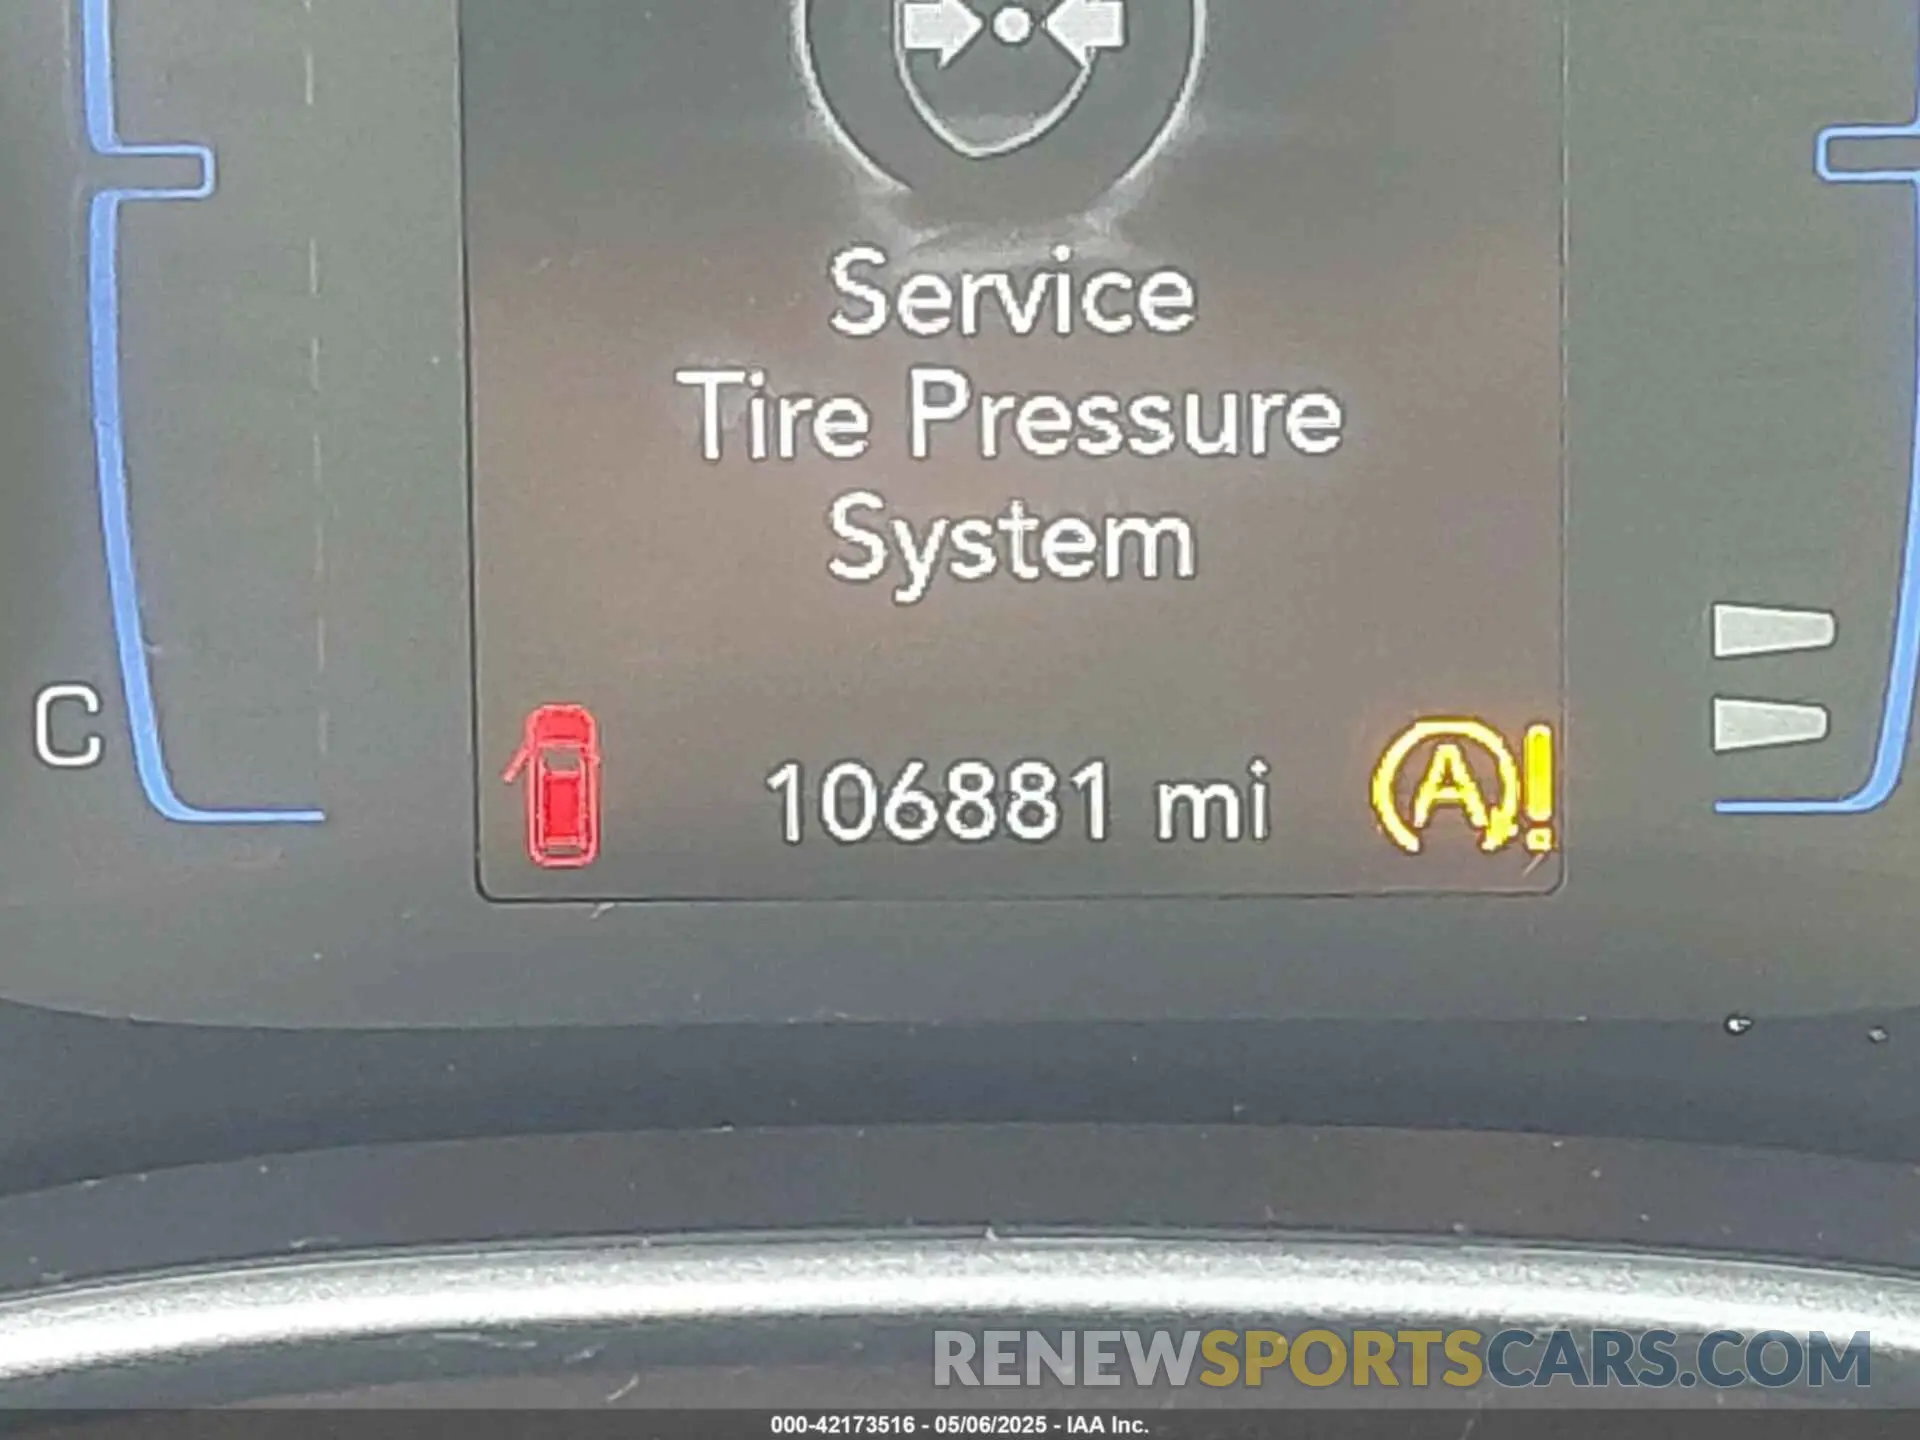 Service
Tire Pressure
System
C
106881 mi
A!
RENEWSPORTSCARS.COM
000-42173516 - 05/06/2025 - IAA Inc.